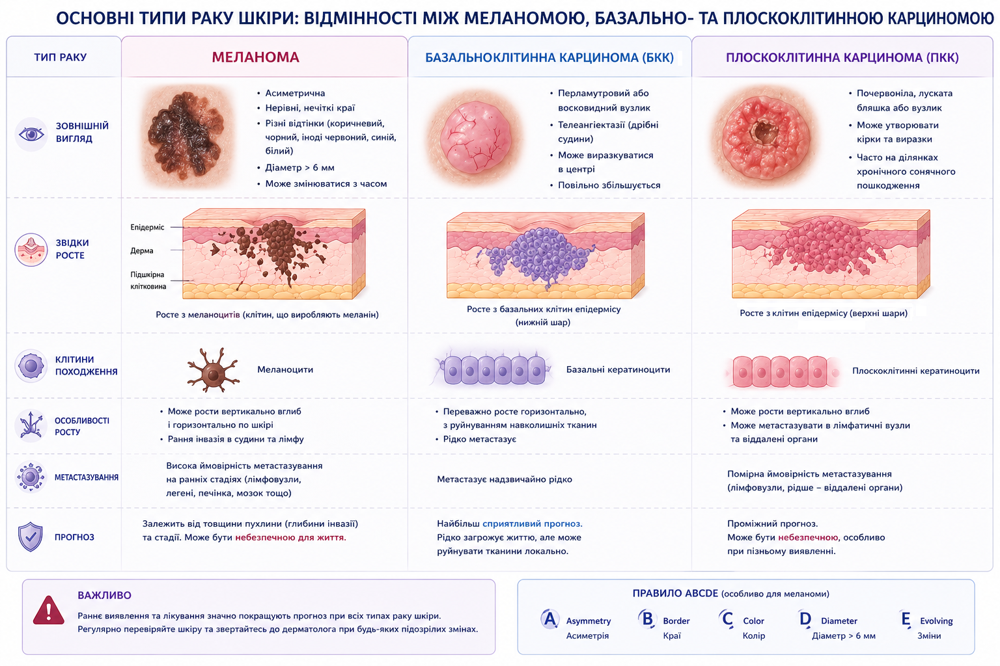 ОСНОВНІ ТИПИ РАКУ ШКІРИ: ВІДМІННОСТІ МІЖ МЕЛАНОМОЮ, БАЗАЛЬНО- ТА ПЛОСКОКЛІТИННОЮ КАРЦИНОМОЮ
ТИП РАКУ
МЕЛАНОМА
БАЗАЛЬНОКЛІТИННА КАРЦИНОМА (БКК)
ПЛОСКОКЛІТИННА КАРЦИНОМА (ПКК)
ЗОВНІШНІЙ
ВИГЛЯД
• Асиметрична
• Нерівні, нечіткі краї
• Різні відтінки (коричневий,
чорний, іноді червоний, синій,
білий)
• Діаметр > 6 мм
• Може змінюватися з часом
• Перламутровий або
восковидний вузлик
• Телеангіектазії (дрібні
судини)
• Може виразкуватися
в центрі
• Повільно збільшується
• Почервоніла, луската
бляшка або вузлик
• Може утворювати
кірки та виразки
• Часто на ділянках
хронічного сонячного
пошкодження
ЗВІДКИ
РОСТЕ
Епідерміс
Дерма
Підшкірна
клітковина
Росте з меланоцитів (клітин, що виробляють меланін)
Росте з базальних клітин епідермісу
(нижній шар)
Росте з клітин епідермісу (верхні шари)
КЛІТИНИ
ПОХОДЖЕННЯ
Меланоцити
Базальні кератиноцити
Плоскоклітинні кератиноцити
ОСОБЛИВОСТІ
РОСТУ
• Може рости вертикально вглиб
і горизонтально по шкірі
• Рання інвазія в судини та лімфу
• Переважно росте горизонтально,
з руйнуванням навколишніх тканин
• Рідко метастазує
• Може рости вертикально вглиб
• Може метастазувати в лімфатичні вузли
та віддалені органи
МЕТАСТАЗУВАННЯ
Висока ймовірність метастазування
на ранніх стадіях (лімфовузли,
легені, печінка, мозок тощо)
Метастазує надзвичайно рідко
Помірна ймовірність метастазування
(лімфовузли, рідше – віддалені органи)
ПРОГНОЗ
Залежить від товщини пухлини (глибини інвазії)
та стадії. Може бути небезпечною для життя.
Найбільш сприятливий прогноз.
Рідко загрожує життю, але може
руйнувати тканини локально.
Проміжний прогноз.
Може бути небезпечною, особливо
при пізньому виявленні.
ВАЖЛИВО
Раннє виявлення та лікування значно покращують прогноз при всіх типах раку шкіри.
Регулярно перевіряйте шкіру та звертайтесь до дерматолога при будь-яких підозрілих змінах.
ПРАВИЛО ABCDE (особливо для меланоми)
A Asymmetry
Асиметрія
B Border
Краї
C Color
Колір
D Diameter
Діаметр > 6 мм
E Evolving
Зміни